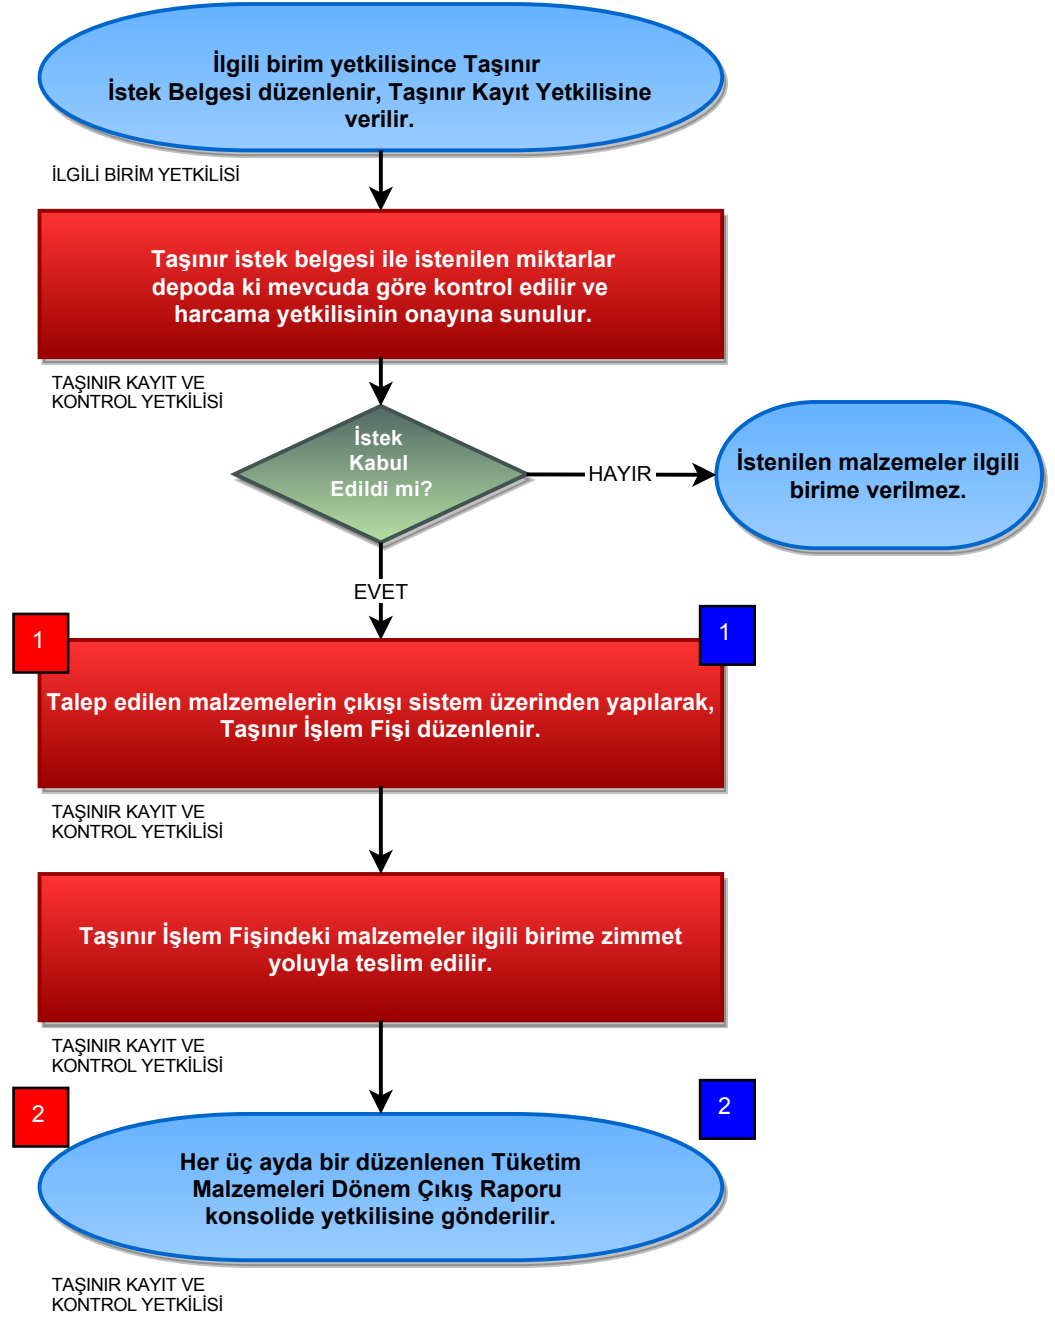 İlgili birim yetkilisince Taşınır
İstek Belgesi düzenlenir, Taşınır Kayıt Yetkilisine
verilir.
İLGİLİ BİRİM YETKİLİSİ
Taşınır istek belgesi ile istenilen miktarlar
depoda ki mevcuda göre kontrol edilir ve
harcama yetkilisinin onayına sunulur.
TAŞINIR KAYIT VE
KONTROL YETKİLİSİ
İstek
Kabul
Edildi mi?
HAYIR
İstenilen malzemeler ilgili
birime verilmez.
EVET
1
1
Talep edilen malzemelerin çıkışı sistem üzerinden yapılarak,
Taşınır İşlem Fişi düzenlenir.
TAŞINIR KAYIT VE
KONTROL YETKİLİSİ
Taşınır İşlem Fişindeki malzemeler ilgili birime zimmet
yoluyla teslim edilir.
TAŞINIR KAYIT VE
KONTROL YETKİLİSİ
2
2
Her üç ayda bir düzenlenen Tüketim
Malzemeleri Dönem Çıkış Raporu
konsolide yetkilisine gönderilir.
TAŞINIR KAYIT VE
KONTROL YETKİLİSİ